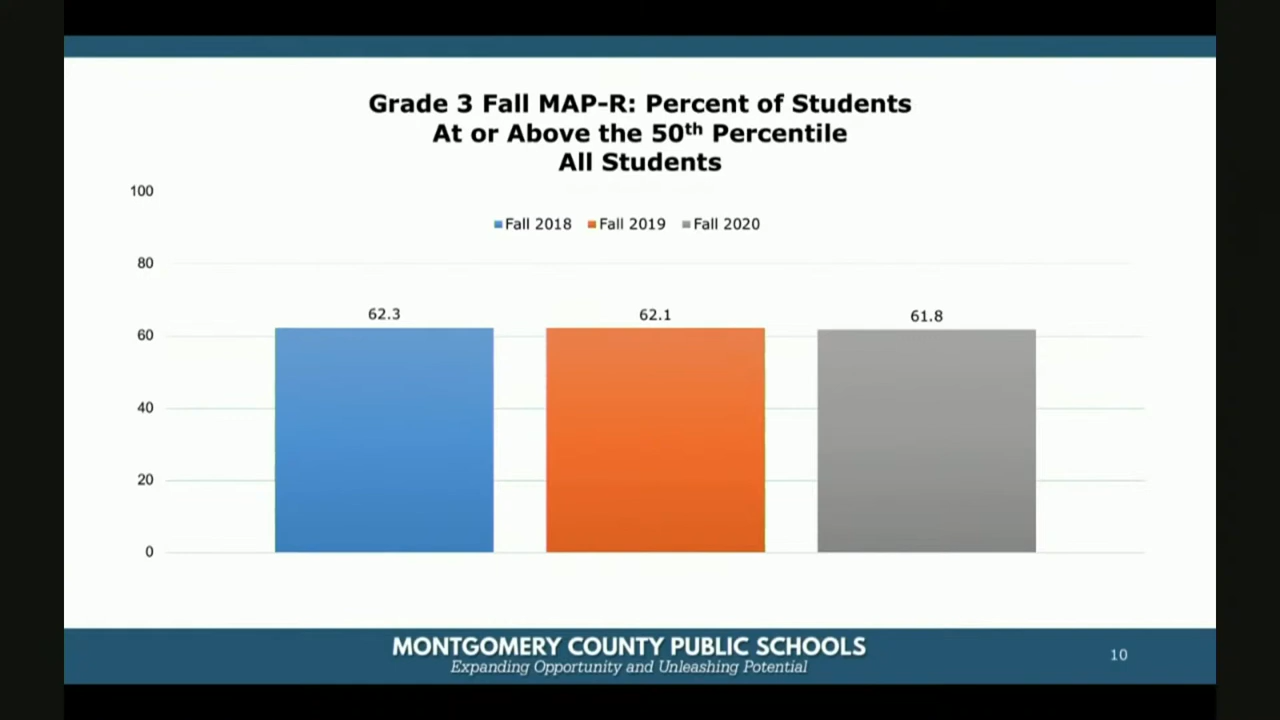 Grade 3 Fall MAP-R: Percent of Students
At or Above the 50th Percentile
All Students
100
Fall 2018 Fall 2019 Fall 2020
80
62.3 62.1 61.8
60
40
20
0
MONTGOMERY COUNTY PUBLIC SCHOOLS
Expanding Opportunity and Unleashing Potential
10